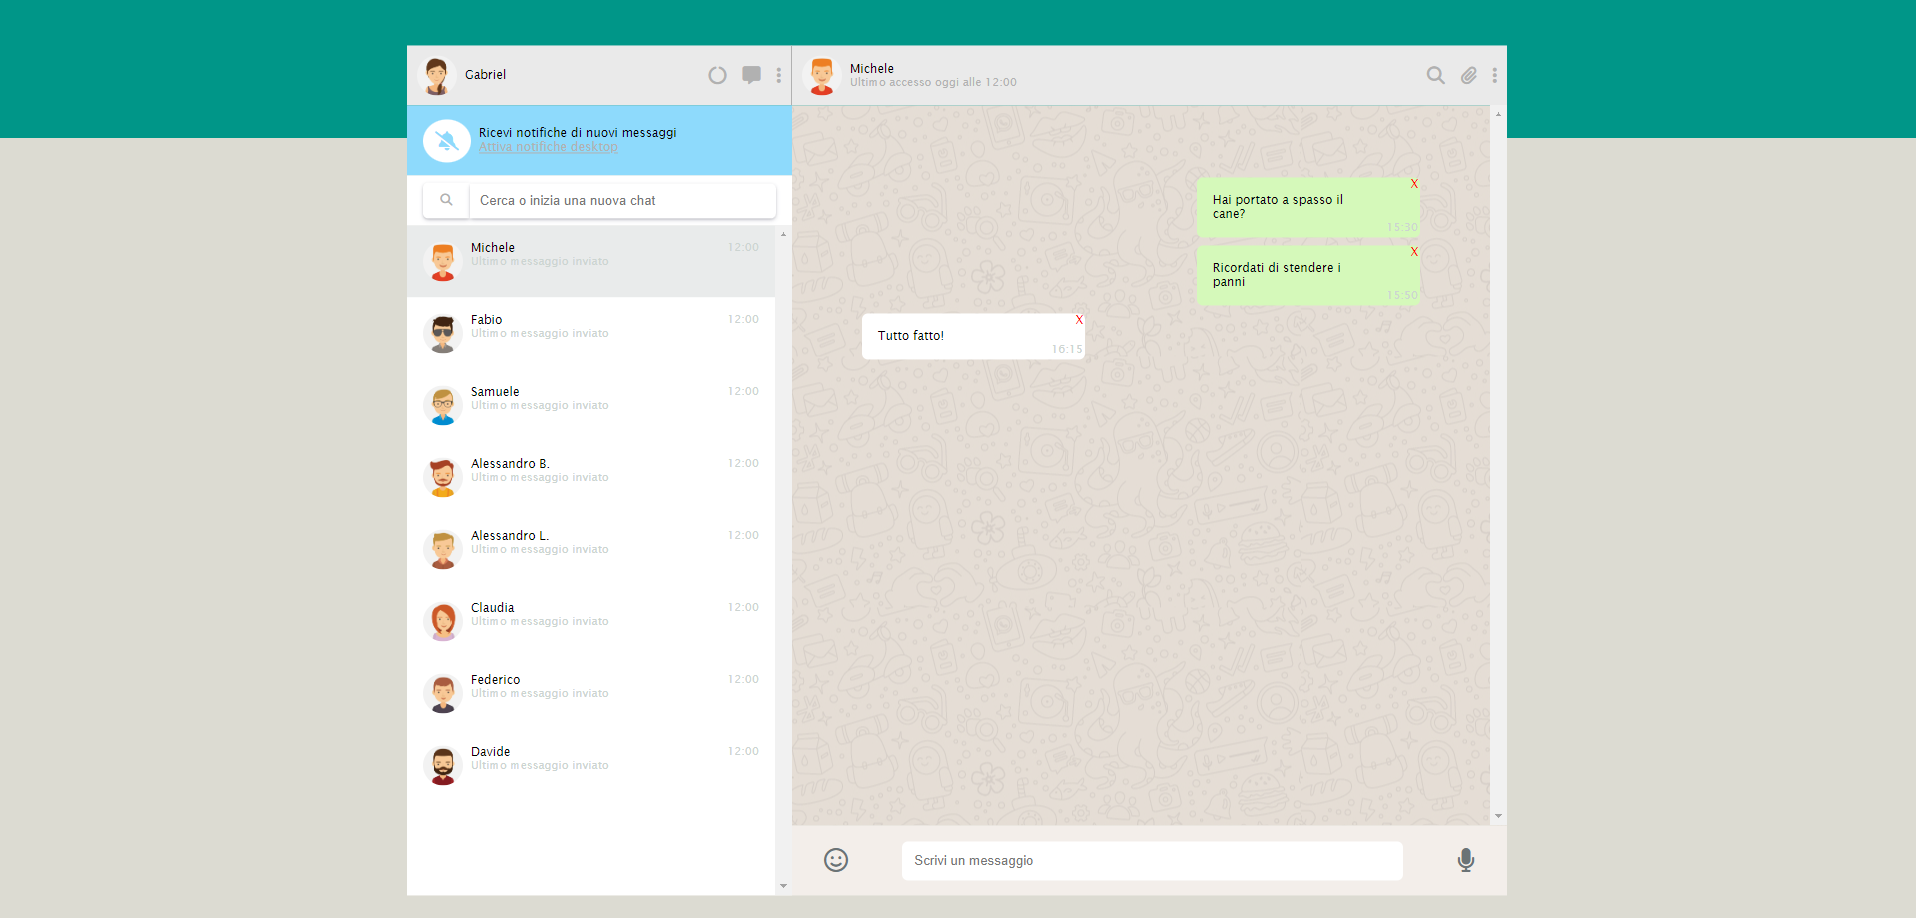 Gabriel
Ricevi notifiche di nuovi messaggi
Attiva notifiche desktop
Cerca o inizia una nuova chat
Michele
12:00
Ultimo messaggio inviato
Fabio
12:00
Ultimo messaggio inviato
Samuele
12:00
Ultimo messaggio inviato
Alessandro B.
12:00
Ultimo messaggio inviato
Alessandro L.
12:00
Ultimo messaggio inviato
Claudia
12:00
Ultimo messaggio inviato
Federico
12:00
Ultimo messaggio inviato
Davide
12:00
Ultimo messaggio inviato
Michele
Ultimo accesso oggi alle 12:00
X
Hai portato a spasso il
cane?
15:30
X
Ricordati di stendere i
panni
15:50
X
Tutto fatto!
16:15
Scrivi un messaggio